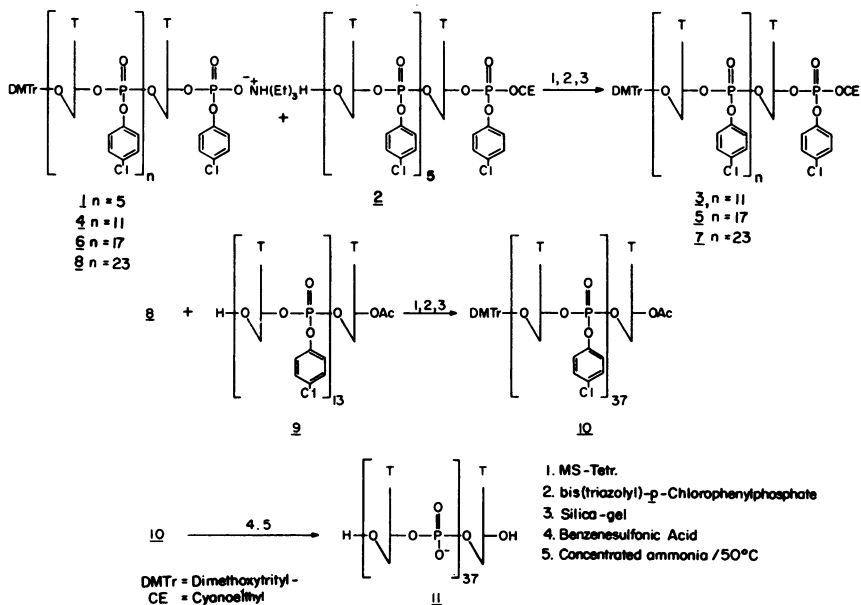 T T T T T T
DMTr O O P O O P O ⁻ ⁺NH(Et)₃ H O O P O O P OCE 1, 2, 3 DMTr O O P O O P OCE
O O O O O O
O⁻ O O O O O
Cl Cl Cl Cl Cl Cl
n + 5 n
1 n = 5 2 3, n = 11
4 n = 11 5 n = 17
6 n = 17 7 n = 23
8 n = 23
T T T T
O O
8 + H O O P O OAc 1,2,3 DMTr O O P O OAc
O O
Cl Cl
13 37
9 10
T T
O
10 4. 5 H O O P O OH
O⁻
37
11
1. MS-Tetr.
2. bis(triazolyl)-p-Chlorophenylphosphate
3. Silica-gel
4. Benzenesulfonic Acid
5. Concentrated ammonia /50°C
DMTr = Dimethoxytrityl-
CE = Cyanoethyl